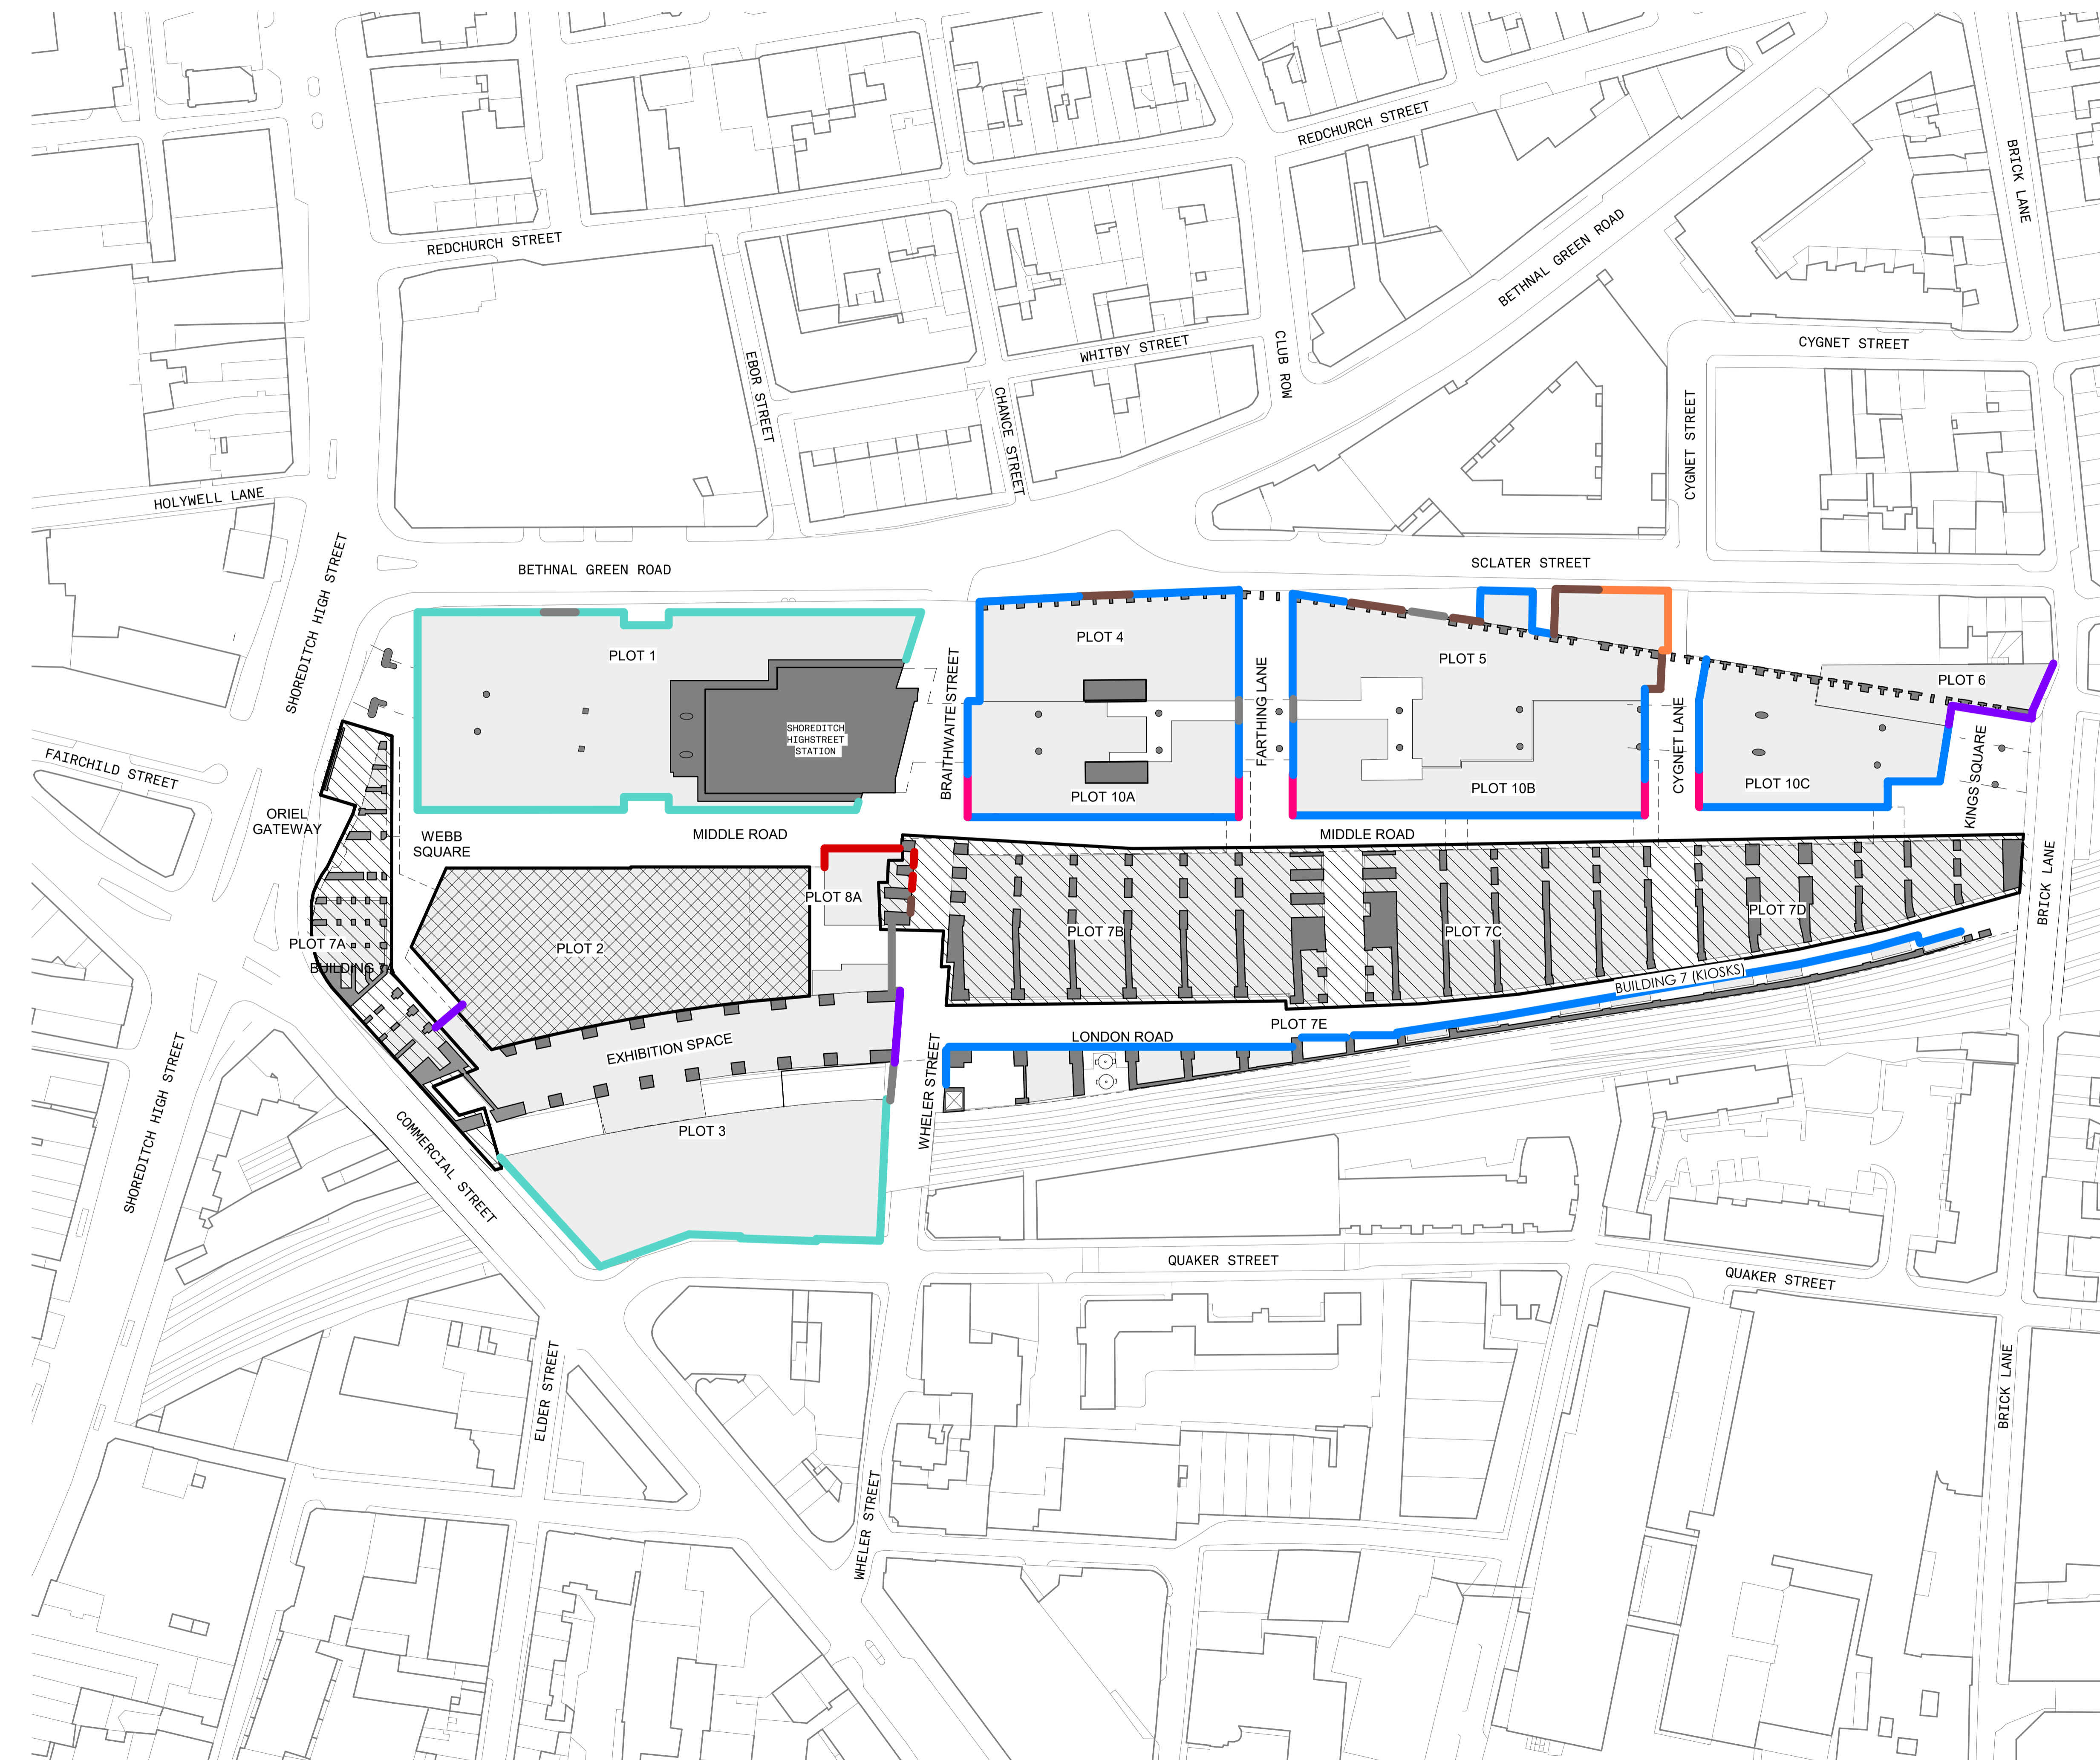 REDCHURCH STREET
BRICK LANE
REDCHURCH STREET
BETHNAL GREEN ROAD
WHITBY STREET
CLUB ROW
CYGNET STREET
EBOR STREET
CHANCE STREET
CYGNET STREET
HOLYWELL LANE
SHOREDITCH HIGH STREET
BETHNAL GREEN ROAD
SCLATER STREET
PLOT 4
PLOT 1
PLOT 5
PLOT 6
BRAITHWAITE STREET
FARTHING LANE
CYGNET LANE
KINGS SQUARE
SHOREDITCH
HIGHSTREET
STATION
FAIRCHILD STREET
PLOT 10A
PLOT 10B
PLOT 10C
ORIEL
GATEWAY
WEBB
SQUARE
MIDDLE ROAD
MIDDLE ROAD
BRICK LANE
PLOT 8A
PLOT 7D
PLOT 7B
PLOT 7C
PLOT 7A
PLOT 2
BUILDING 7A
BUILDING 7 (KIOSKS)
PLOT 7E
LONDON ROAD
EXHIBITION SPACE
WHELER STREET
SHOREDITCH HIGH STREET
COMMERCIAL STREET
PLOT 3
QUAKER STREET
QUAKER STREET
ELDER STREET
BRICK LANE
WHELER STREET